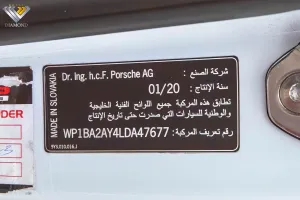 DIAMOND
MADE IN SLOVAKIA
Dr. Ing. h.c.F. Porsche AG شركة الصنع :
01/20 سنة الإنتاج :
تطابق هذه المركبة جميع اللوائح الفنية الخليجية
والوطنية للسيارات التي صدرت حتى تاريخ الإنتاج
WP1BA2AY4LDA47677 رقم تعريف المركبة: